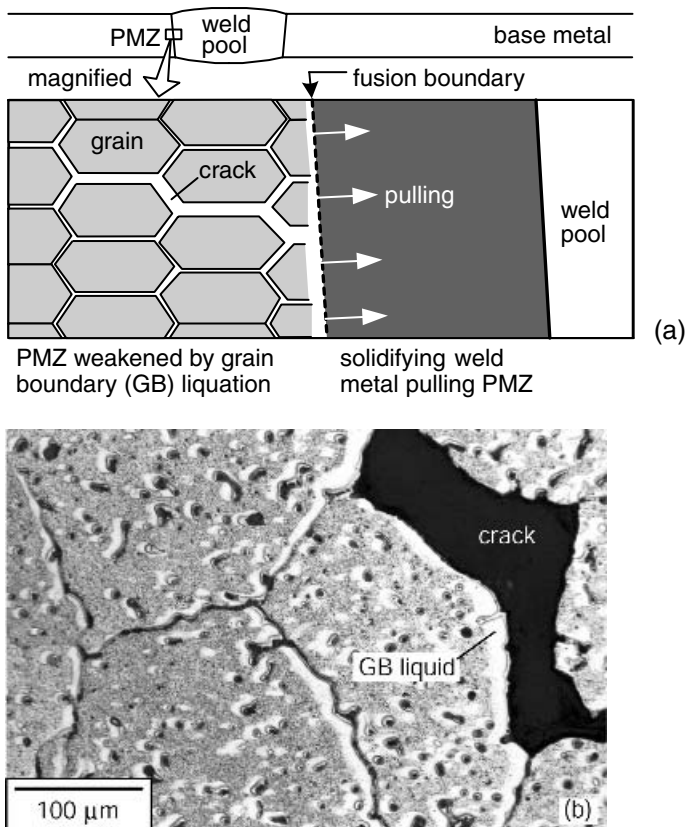 PMZ
weld
pool
base metal
magnified
fusion boundary
grain
crack
pulling
weld
pool
(a)
PMZ weakened by grain
boundary (GB) liquation
solidifying weld
metal pulling PMZ
crack
GB liquid
100 μm
(b)